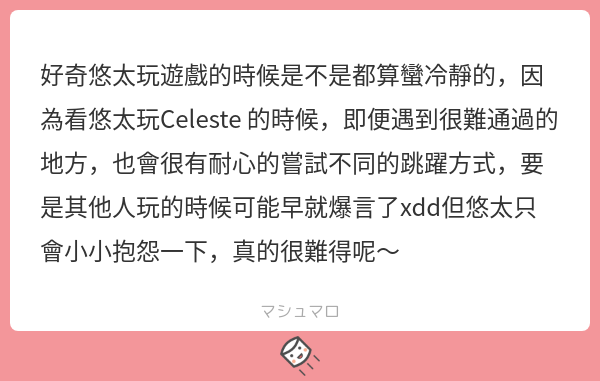 好奇悠太玩遊戲的時候是不是都算蠻冷靜的，因
為看悠太玩Celeste 的時候，即便遇到很難通過的
地方，也會很有耐心的嘗試不同的跳躍方式，要
是其他人玩的時候可能早就爆言了xdd但悠太只
會小小抱怨一下，真的很難得呢～
マシュマロ